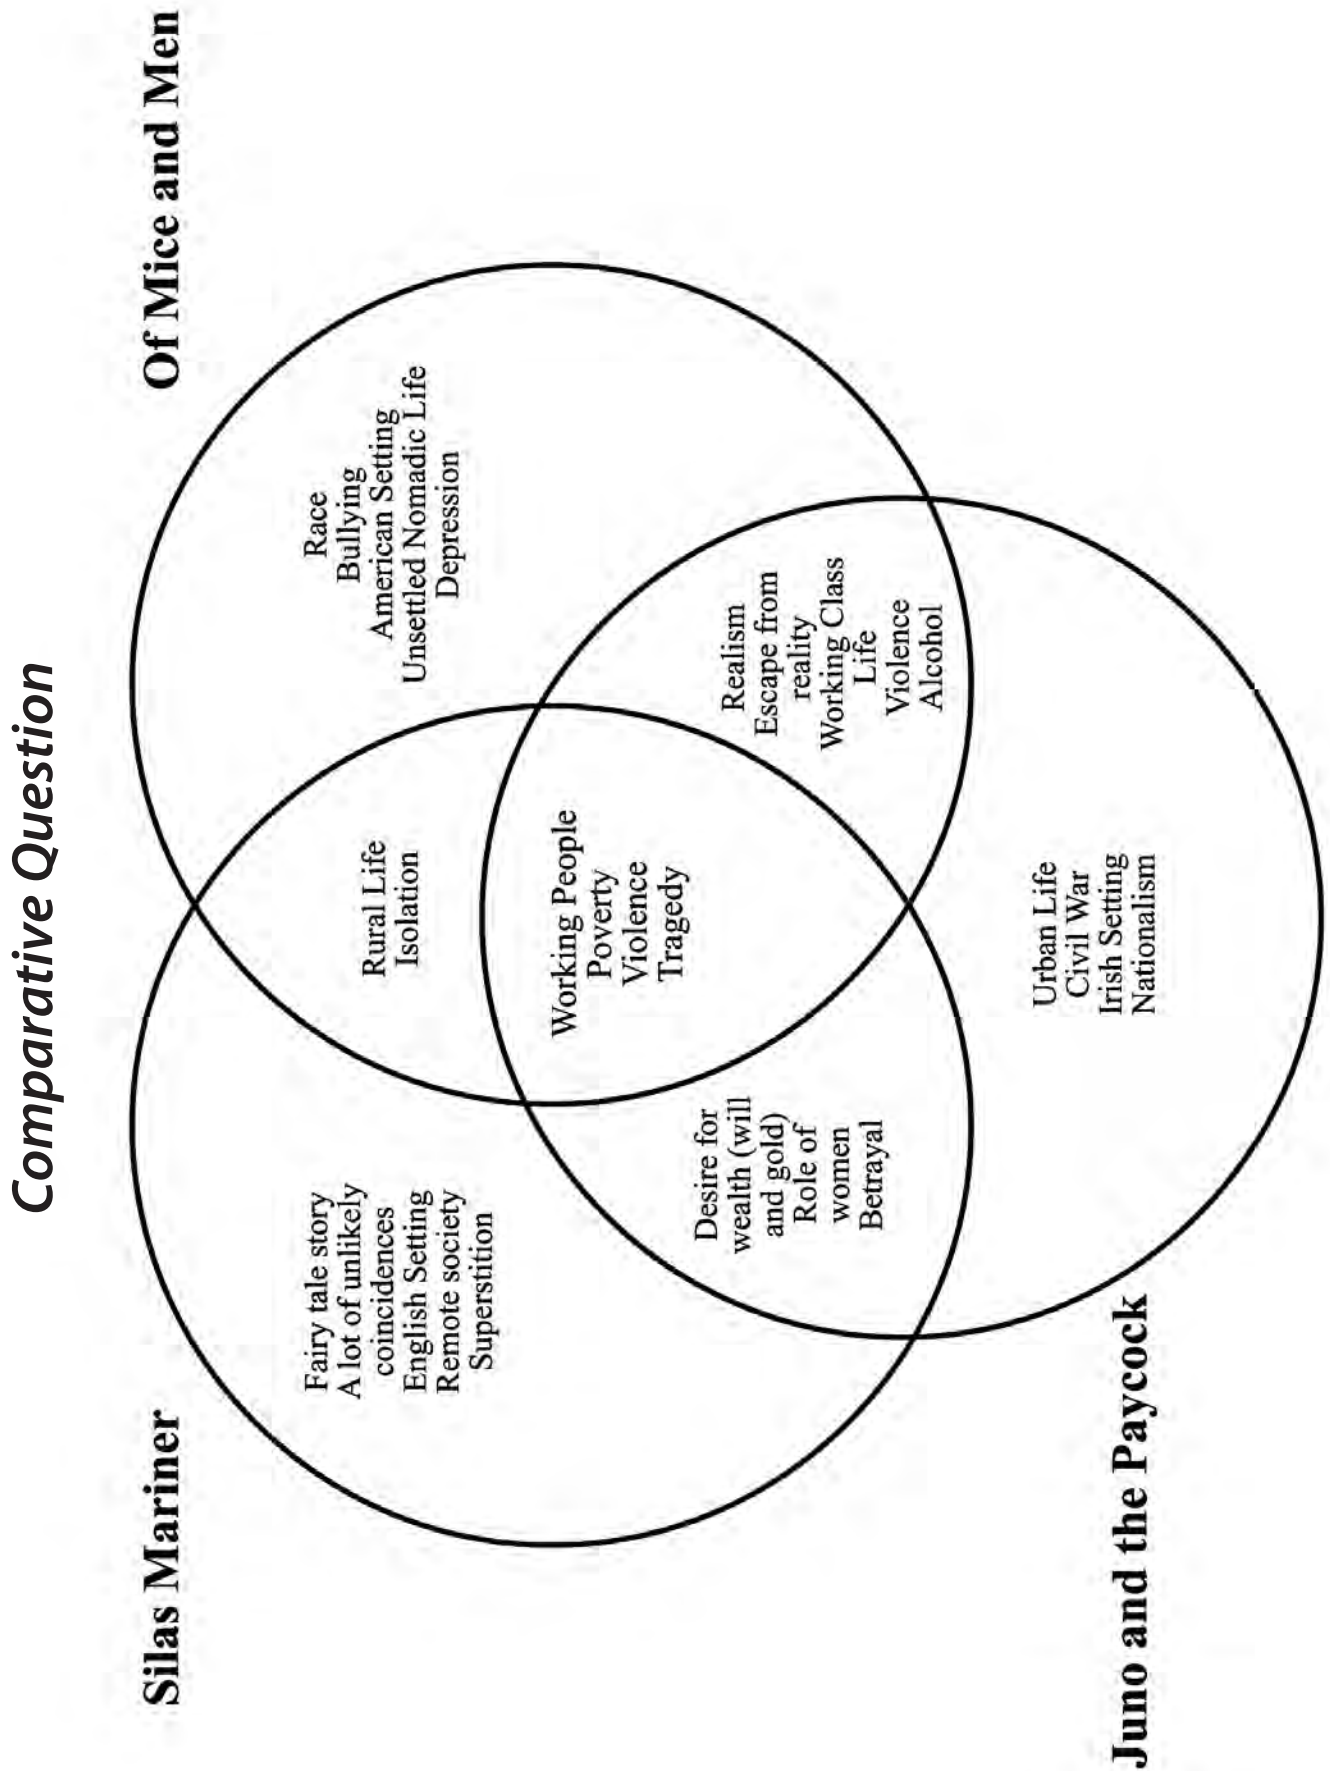 Comparative Question
Silas Mariner
Of Mice and Men
Fairy tale story
A lot of unlikely
coincidences
English Setting
Remote society
Superstition
Rural Life
Isolation
Race
Bullying
American Setting
Unsettled Nomadic Life
Depression
Working People
Poverty
Violence
Tragedy
Desire for
wealth (will
and gold)
Role of
women
Betrayal
Realism
Escape from
reality
Working Class
Life
Violence
Alcohol
Urban Life
Civil War
Irish Setting
Nationalism
Juno and the Paycock